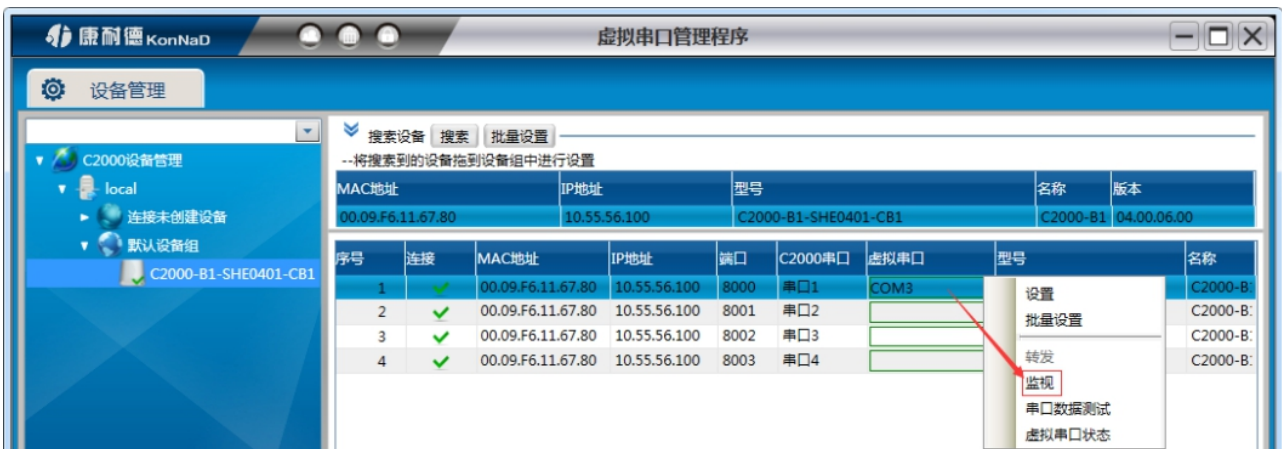 康耐德 KonNaD 虚拟串口管理程序
设备管理
搜索设备 搜索 批量设置
--将搜索到的设备拖到设备组中进行设置
C2000设备管理
local
连接未创建设备
默认设备组
C2000-B1-SHE0401-CB1
MAC地址 IP地址 型号 名称 版本
00.09.F6.11.67.80 10.55.56.100 C2000-B1-SHE0401-CB1 C2000-B1 04.00.06.00
序号 连接 MAC地址 IP地址 端口 C2000串口 虚拟串口 型号 名称
1 00.09.F6.11.67.80 10.55.56.100 8000 串口1 COM3 C2000-B
2 00.09.F6.11.67.80 10.55.56.100 8001 串口2 C2000-B
3 00.09.F6.11.67.80 10.55.56.100 8002 串口3 C2000-B
4 00.09.F6.11.67.80 10.55.56.100 8003 串口4 C2000-B
设置
批量设置
转发
监视
串口数据测试
虚拟串口状态